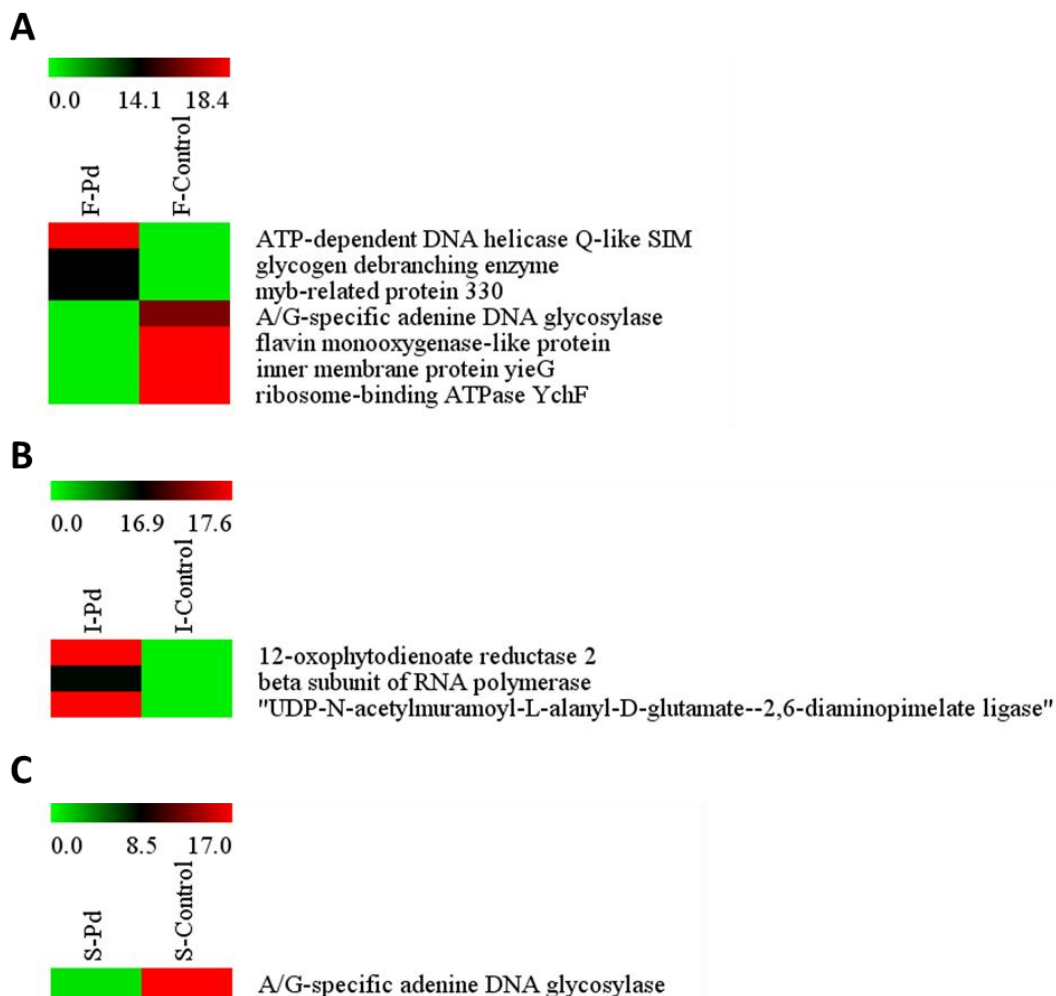 A
0.0 14.1 18.4
F-Pd
F-Control
ATP-dependent DNA helicase Q-like SIM
glycogen debranching enzyme
myb-related protein 330
A/G-specific adenine DNA glycosylase
flavin monooxygenase-like protein
inner membrane protein yieG
ribosome-binding ATPase YchF
B
0.0 16.9 17.6
I-Pd
I-Control
12-oxophytodienoate reductase 2
beta subunit of RNA polymerase
"UDP-N-acetylmuramoyl-L-alanyl-D-glutamate--2,6-diaminopimelate ligase"
C
0.0 8.5 17.0
S-Pd
S-Control
A/G-specific adenine DNA glycosylase